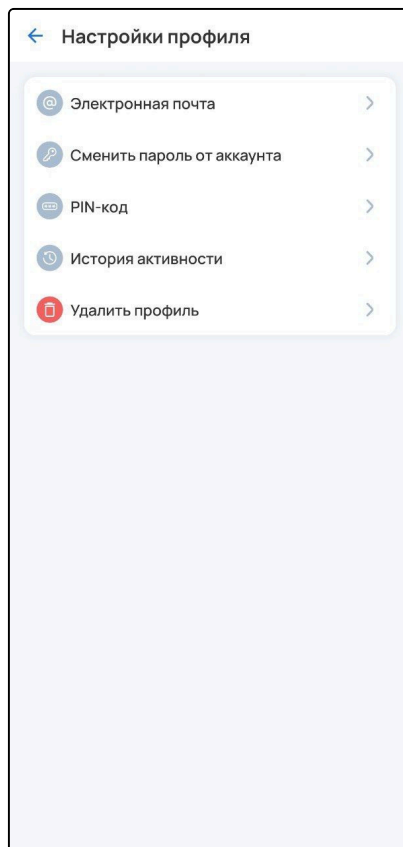 Настройки профиля
Электронная почта
Сменить пароль от аккаунта
PIN-код
История активности
Удалить профиль